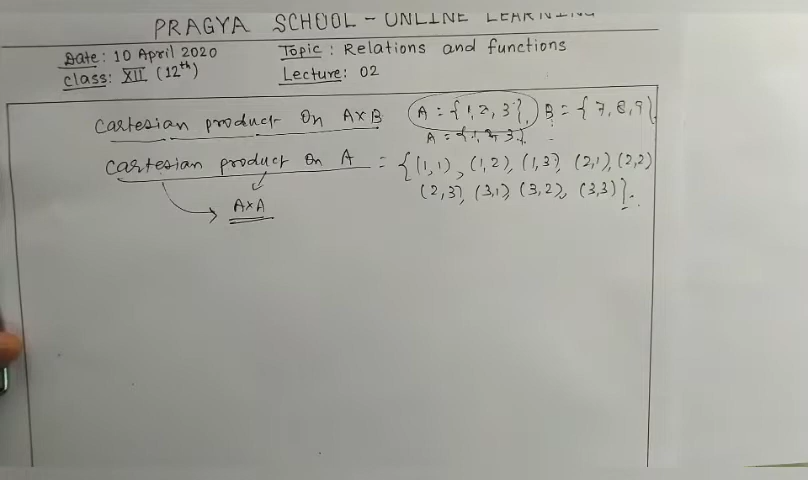 PRAGYA SCHOOL - ONLINE LEARNING
Date: 10 April 2020 Topic: Relations and functions
Class: XII (12th) Lecture: 02
Cartesian product On A×B A = {1, 2, 3}, B = {7, 8, 9}.
A = {1, 2, 3}.
Cartesian product On A = {(1,1), (1,2), (1,3) (2,1), (2,2)
(2,3) (3,1) (3,2), (3,3)}.
A×A